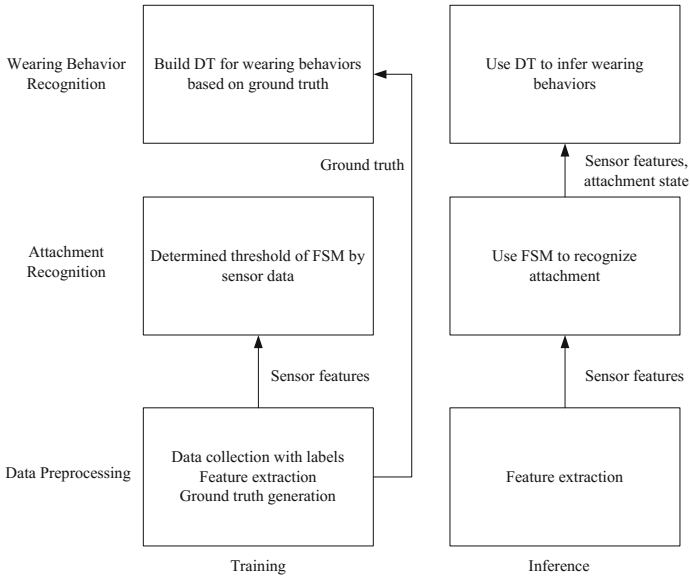 Wearing Behavior
Recognition
Build DT for wearing behaviors
based on ground truth
Use DT to infer wearing
behaviors
Ground truth
Sensor features,
attachment state
Attachment
Recognition
Determined threshold of FSM by
sensor data
Use FSM to recognize
attachment
Sensor features
Sensor features
Data Preprocessing
Data collection with labels
Feature extraction
Ground truth generation
Feature extraction
Training
Inference